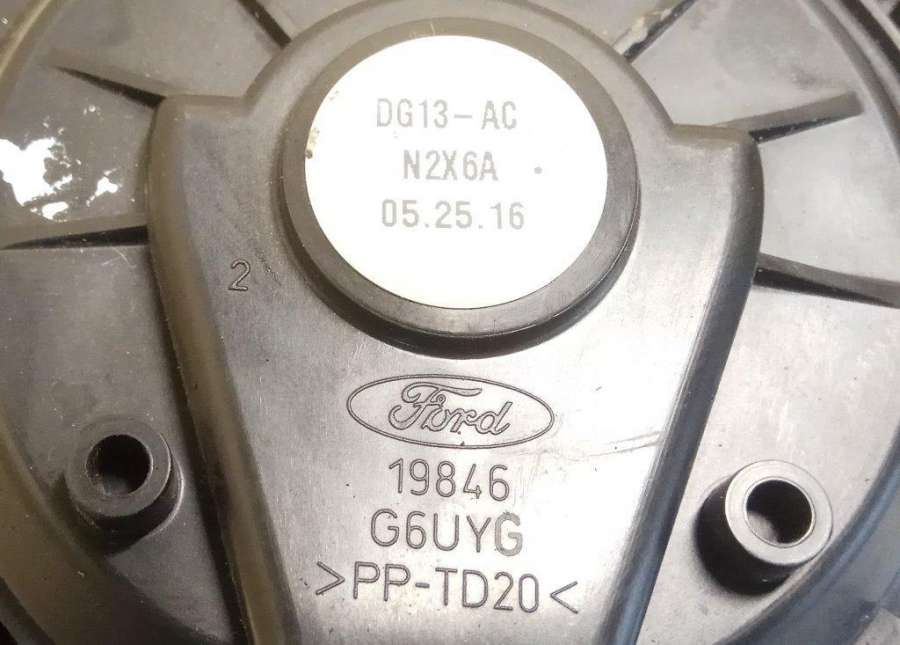 DG13-AC
N2X6A
05.25.16
2
Ford
19846
G6UYG
>PP-TD20<